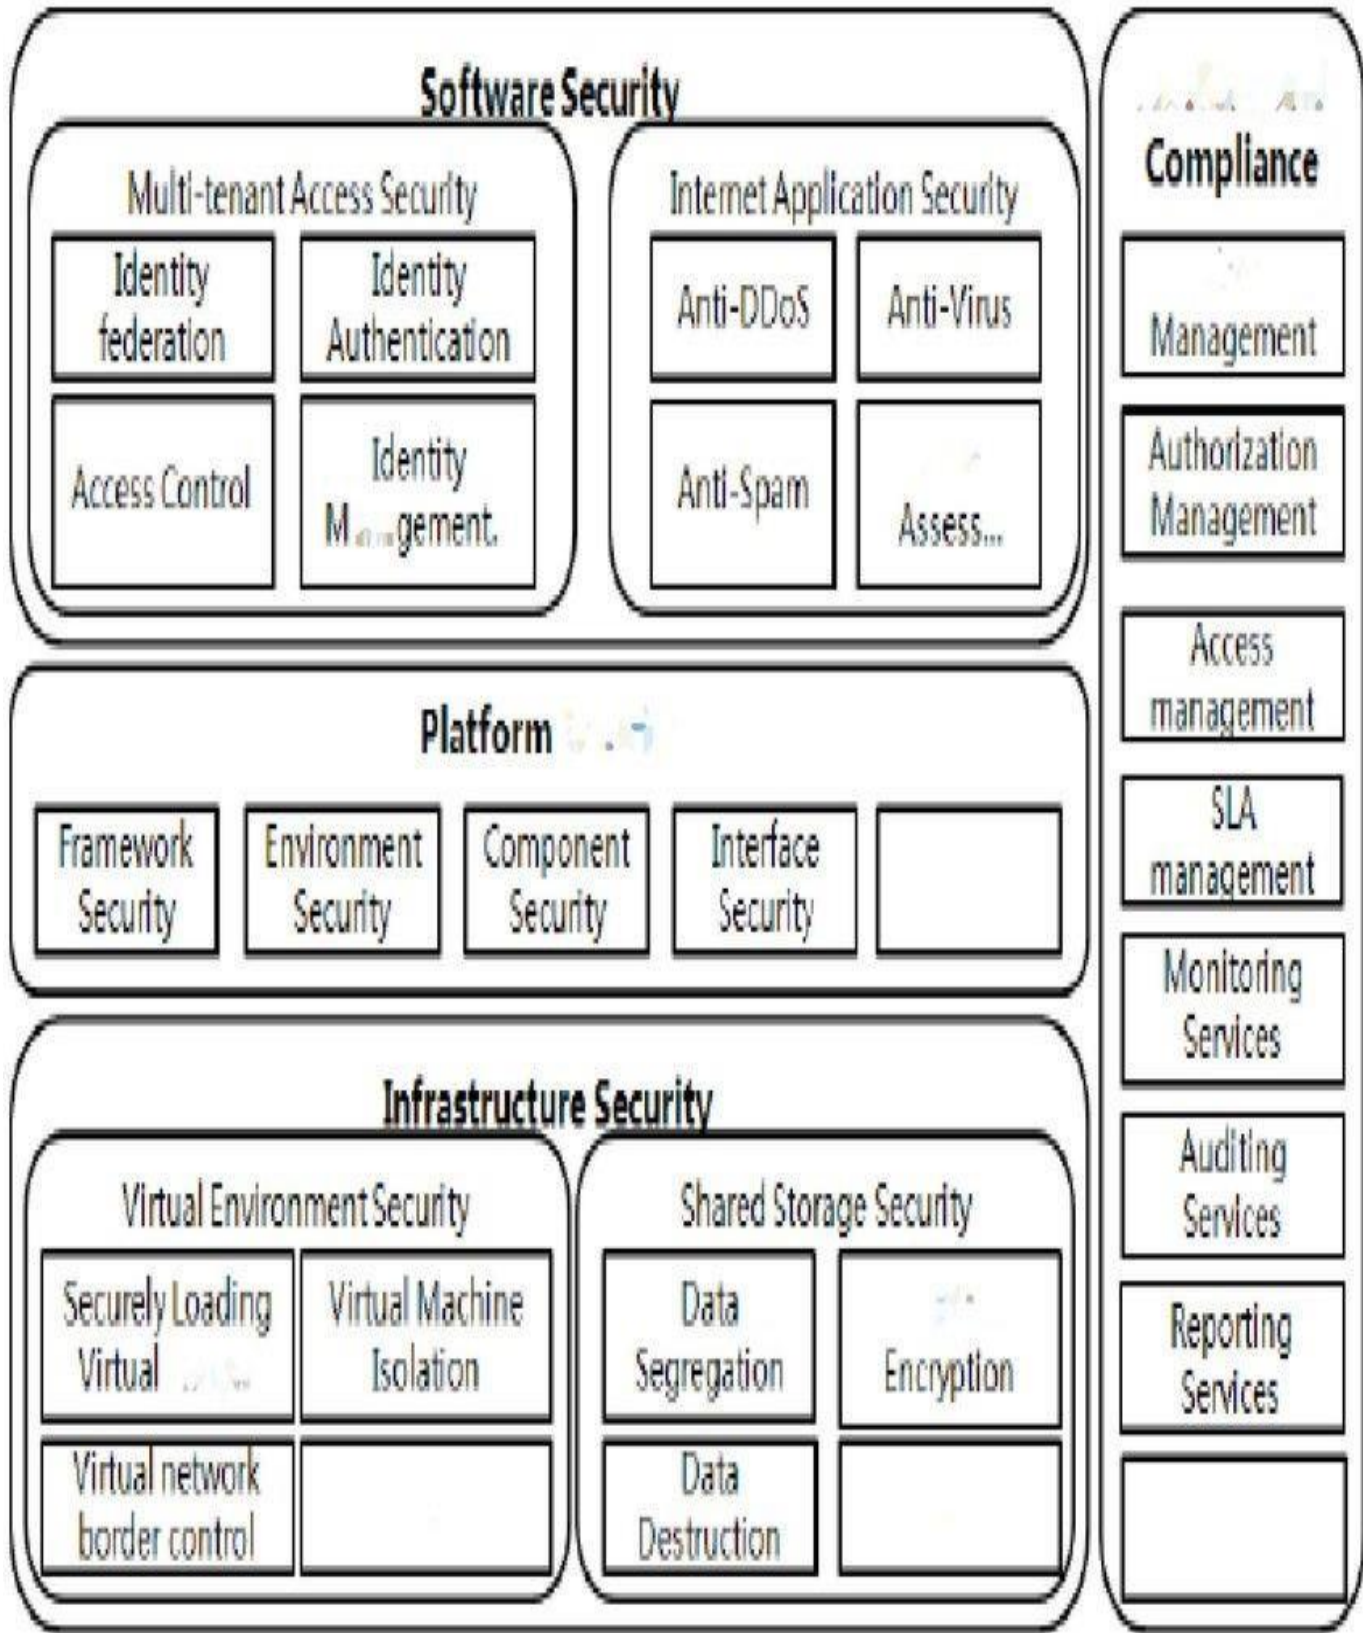 Software Security
Multi-tenant Access Security
Identity
federation
Identity
Authentication
Access Control
Identity
Internet Application Security
Anti-DDoS
Anti-Virus
Anti-Spam
Assess...
Platform
Framework
Security
Environment
Security
Component
Security
Interface
Security
Infrastructure Security
Virtual Environment Security
Securely Loading
Virtual
Virtual Machine
Isolation
Virtual network
border control
Shared Storage Security
Data
Segregation
Encryption
Data
Destruction
Compliance
Management
Authorization
Management
Access
management
SLA
management
Monitoring
Services
Auditing
Services
Reporting
Services